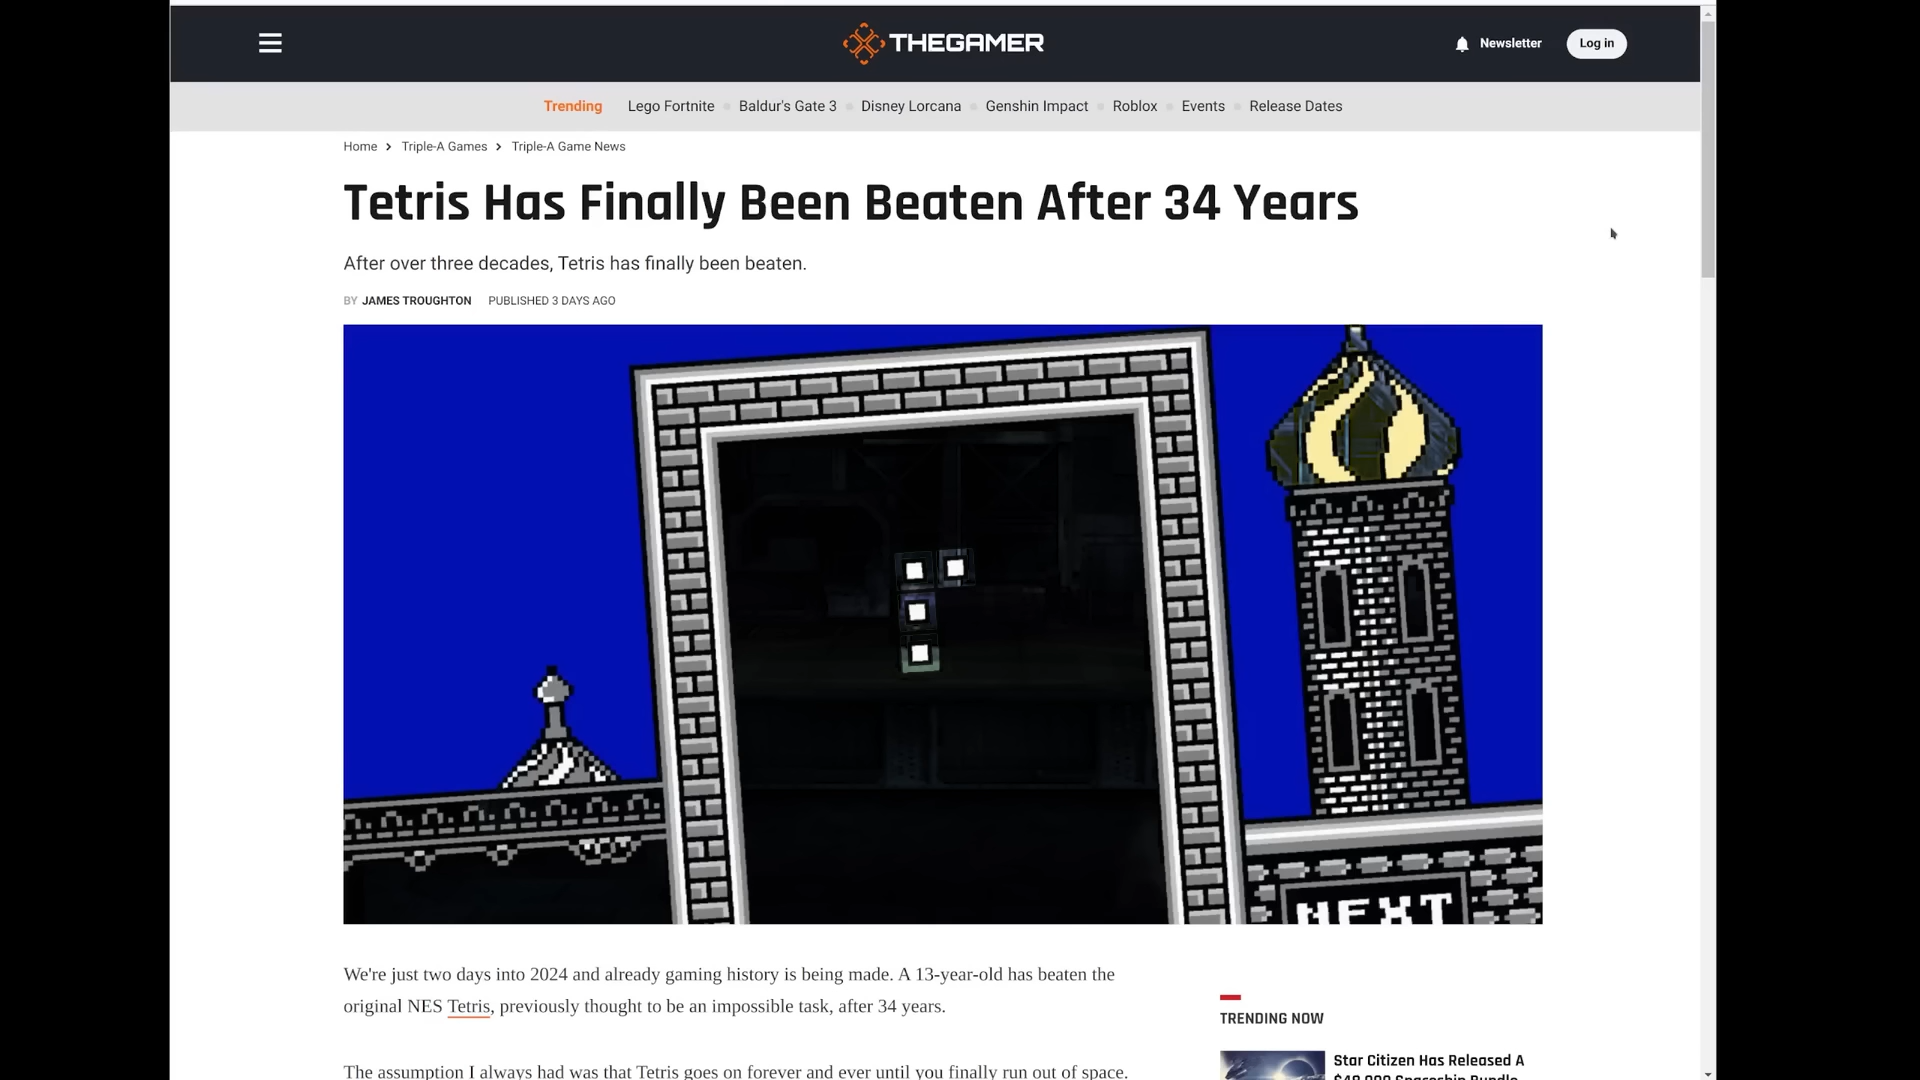 THEGAMER
Newsletter
Log in
Trending Lego Fortnite Baldur's Gate 3 Disney Lorcana Genshin Impact Roblox Events Release Dates
Home > Triple-A Games > Triple-A Game News
Tetris Has Finally Been Beaten After 34 Years
After over three decades, Tetris has finally been beaten.
BY JAMES TROUGHTON PUBLISHED 3 DAYS AGO
NEXT
We're just two days into 2024 and already gaming history is being made. A 13-year-old has beaten the
original NES Tetris, previously thought to be an impossible task, after 34 years.
The assumption I always had was that Tetris goes on forever and ever until you finally run out of space.
TRENDING NOW
Star Citizen Has Released A
Spaceship Bundle